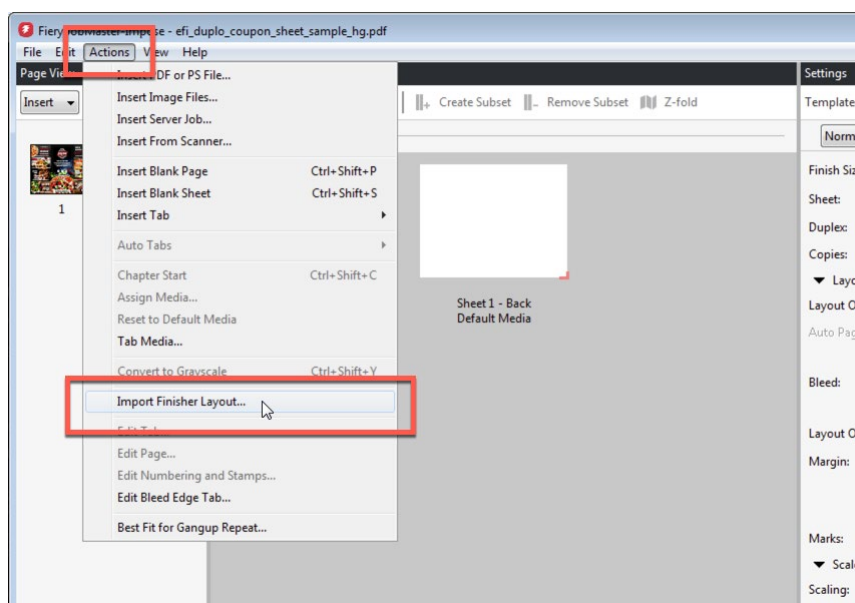 Fiery JobMaster-Impose - efi_duplo_coupon_sheet_sample_hg.pdf
File Edit Actions View Help
Page View
Settings
Insert
Create Subset Remove Subset Z-fold
Template
Norm
Insert PDF or PS File...
Insert Image Files...
Insert Server Job...
Insert From Scanner...
Insert Blank Page Ctrl+Shift+P
Insert Blank Sheet Ctrl+Shift+S
Insert Tab
Auto Tabs
Chapter Start Ctrl+Shift+C
Assign Media...
Reset to Default Media
Tab Media...
Convert to Grayscale Ctrl+Shift+Y
Import Finisher Layout...
Edit Tab...
Edit Page...
Edit Numbering and Stamps...
Edit Bleed Edge Tab...
Best Fit for Gangup Repeat...
1
Sheet 1 - Back
Default Media
Finish Siz
Sheet:
Duplex:
Copies:
Layo
Layout O
Auto Pag
Bleed:
Layout O
Margin:
Marks:
Scal
Scaling: